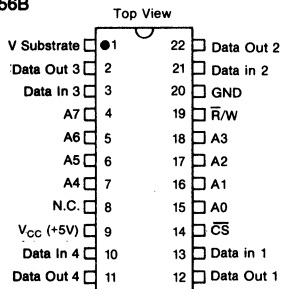 56B
Top View
V Substrate 1 22 Data Out 2
Data Out 3 2 21 Data in 2
Data In 3 3 20 GND
A7 4 19 R̅/W
A6 5 18 A3
A5 6 17 A2
A4 7 16 A1
N.C. 8 15 A0
VCC (+5V) 9 14 C̅S̅
Data In 4 10 13 Data in 1
Data Out 4 11 12 Data Out 1